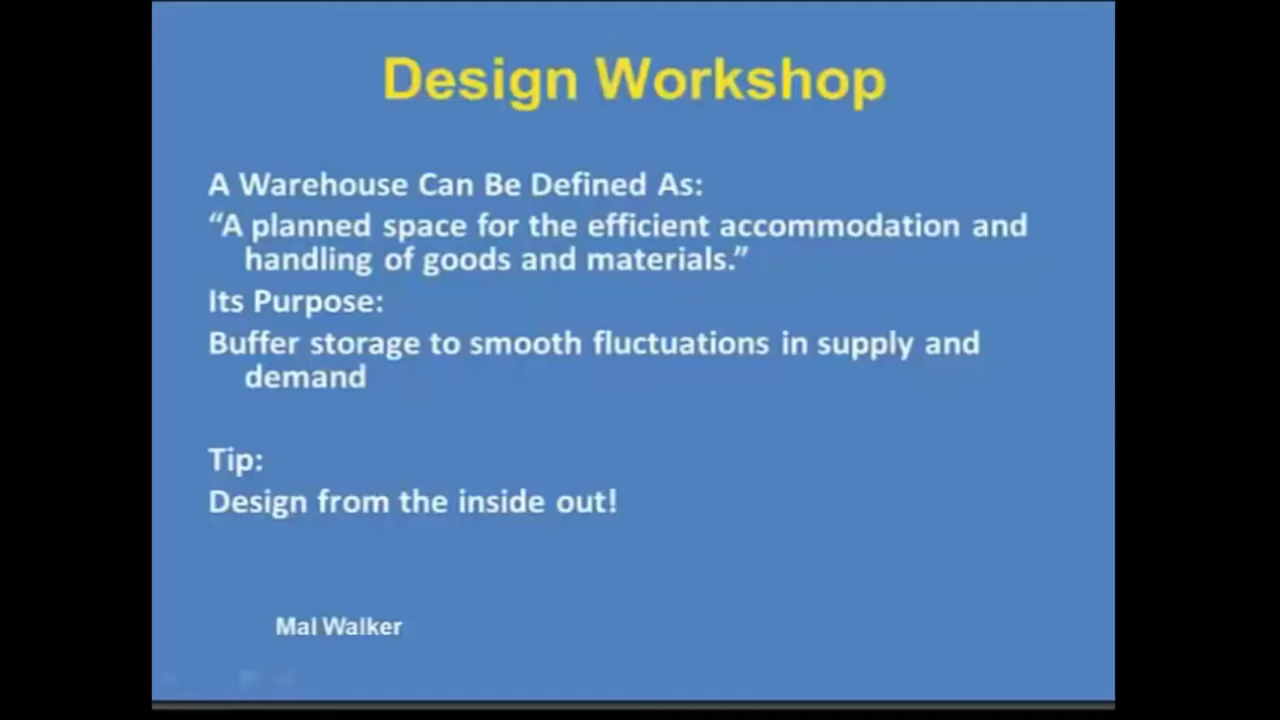 Design Workshop
A Warehouse Can Be Defined As:
“A planned space for the efficient accommodation and
handling of goods and materials.”
Its Purpose:
Buffer storage to smooth fluctuations in supply and
demand
Tip:
Design from the inside out!
Mal Walker